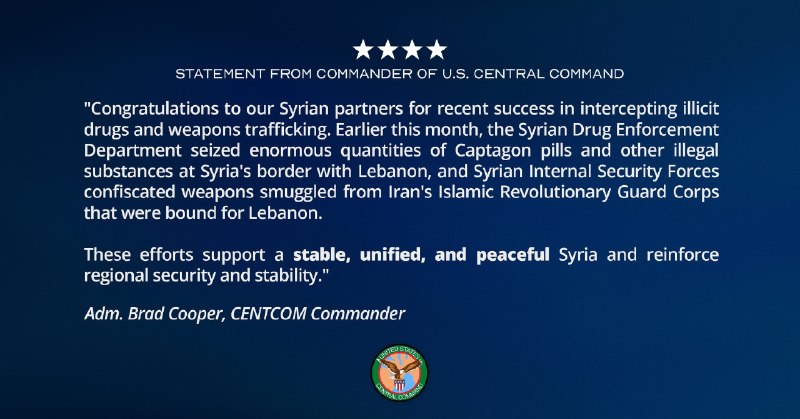 STATEMENT FROM COMMANDER OF U.S. CENTRAL COMMAND
"Congratulations to our Syrian partners for recent success in intercepting illicit
drugs and weapons trafficking. Earlier this month, the Syrian Drug Enforcement
Department seized enormous quantities of Captagon pills and other illegal
substances at Syria's border with Lebanon, and Syrian Internal Security Forces
confiscated weapons smuggled from Iran's Islamic Revolutionary Guard Corps
that were bound for Lebanon.
These efforts support a stable, unified, and peaceful Syria and reinforce
regional security and stability."
Adm. Brad Cooper, CENTCOM Commander
UNITED STATES
CENTRAL COMMAND